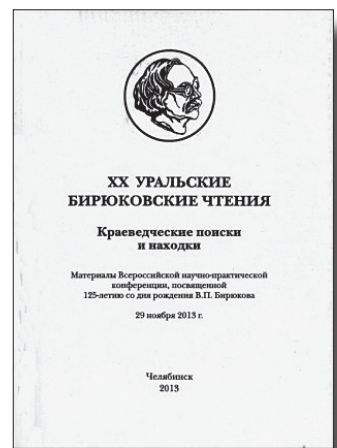 XX УРАЛЬСКИЕ
БИРЮКОВСКИЕ ЧТЕНИЯ
Краеведческие поиски
и находки
Материалы Всероссийской научно-практической
конференции, посвященной
125-летию со дня рождения В.П. Бирюкова
29 ноября 2013 г.
Челябинск
2013